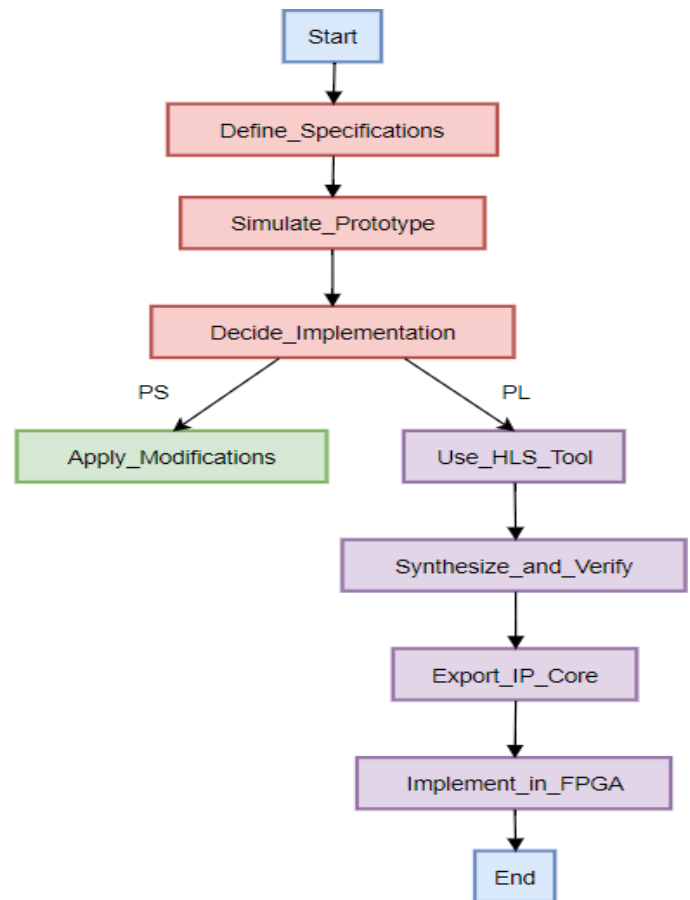 Start
Define_Specifications
Simulate_Prototype
Decide_Implementation
PS
PL
Apply_Modifications
Use_HLS_Tool
Synthesize_and_Verify
Export_IP_Core
Implement_in_FPGA
End